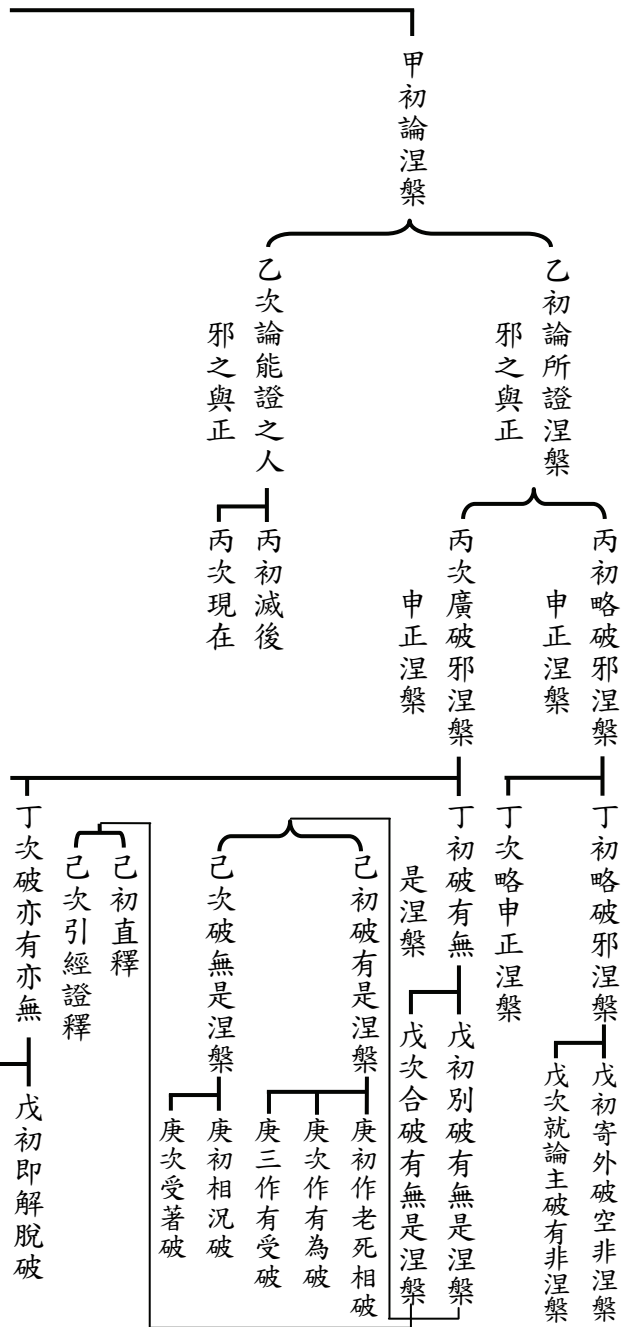 甲初論涅槃
乙初論所證涅槃
邪之與正
丙初略破邪涅槃
申正涅槃
丁初略破邪涅槃
戊初寄外破空非涅槃
戊次就論主破有非涅槃
丁次略申正涅槃
丙次廣破邪涅槃
申正涅槃
丁初破有無
是涅槃
戊初別破有無是涅槃
己初破有是涅槃
庚初作老死相破
庚次作有為破
庚三作有受破
己次破無是涅槃
庚初相況破
庚次受著破
戊次合破有無是涅槃
己初直釋
己次引經證釋
丁次破亦有亦無
戊初即解脫破
乙次論能證之人
邪之與正
丙初滅後
丙次現在